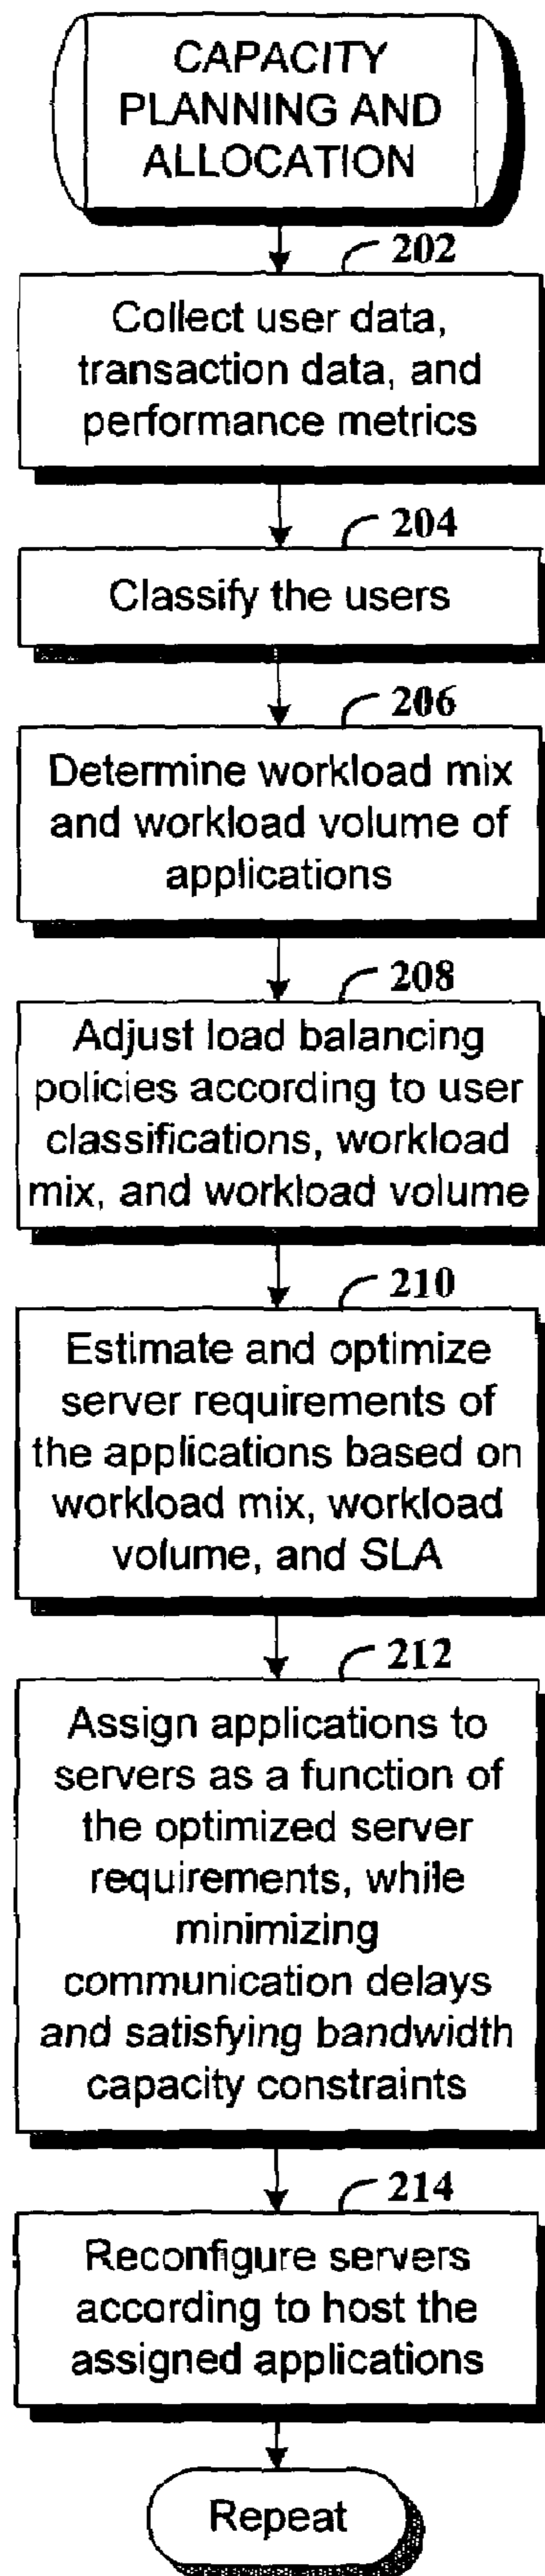 CAPACITY
PLANNING AND
ALLOCATION
202
Collect user data,
transaction data, and
performance metrics
204
Classify the users
206
Determine workload mix
and workload volume of
applications
208
Adjust load balancing
policies according to user
classifications, workload
mix, and workload volume
210
Estimate and optimize
server requirements of
the applications based on
workload mix, workload
volume, and SLA
212
Assign applications to
servers as a function of
the optimized server
requirements, while
minimizing
communication delays
and satisfying bandwidth
capacity constraints
214
Reconfigure servers
according to host the
assigned applications
Repeat